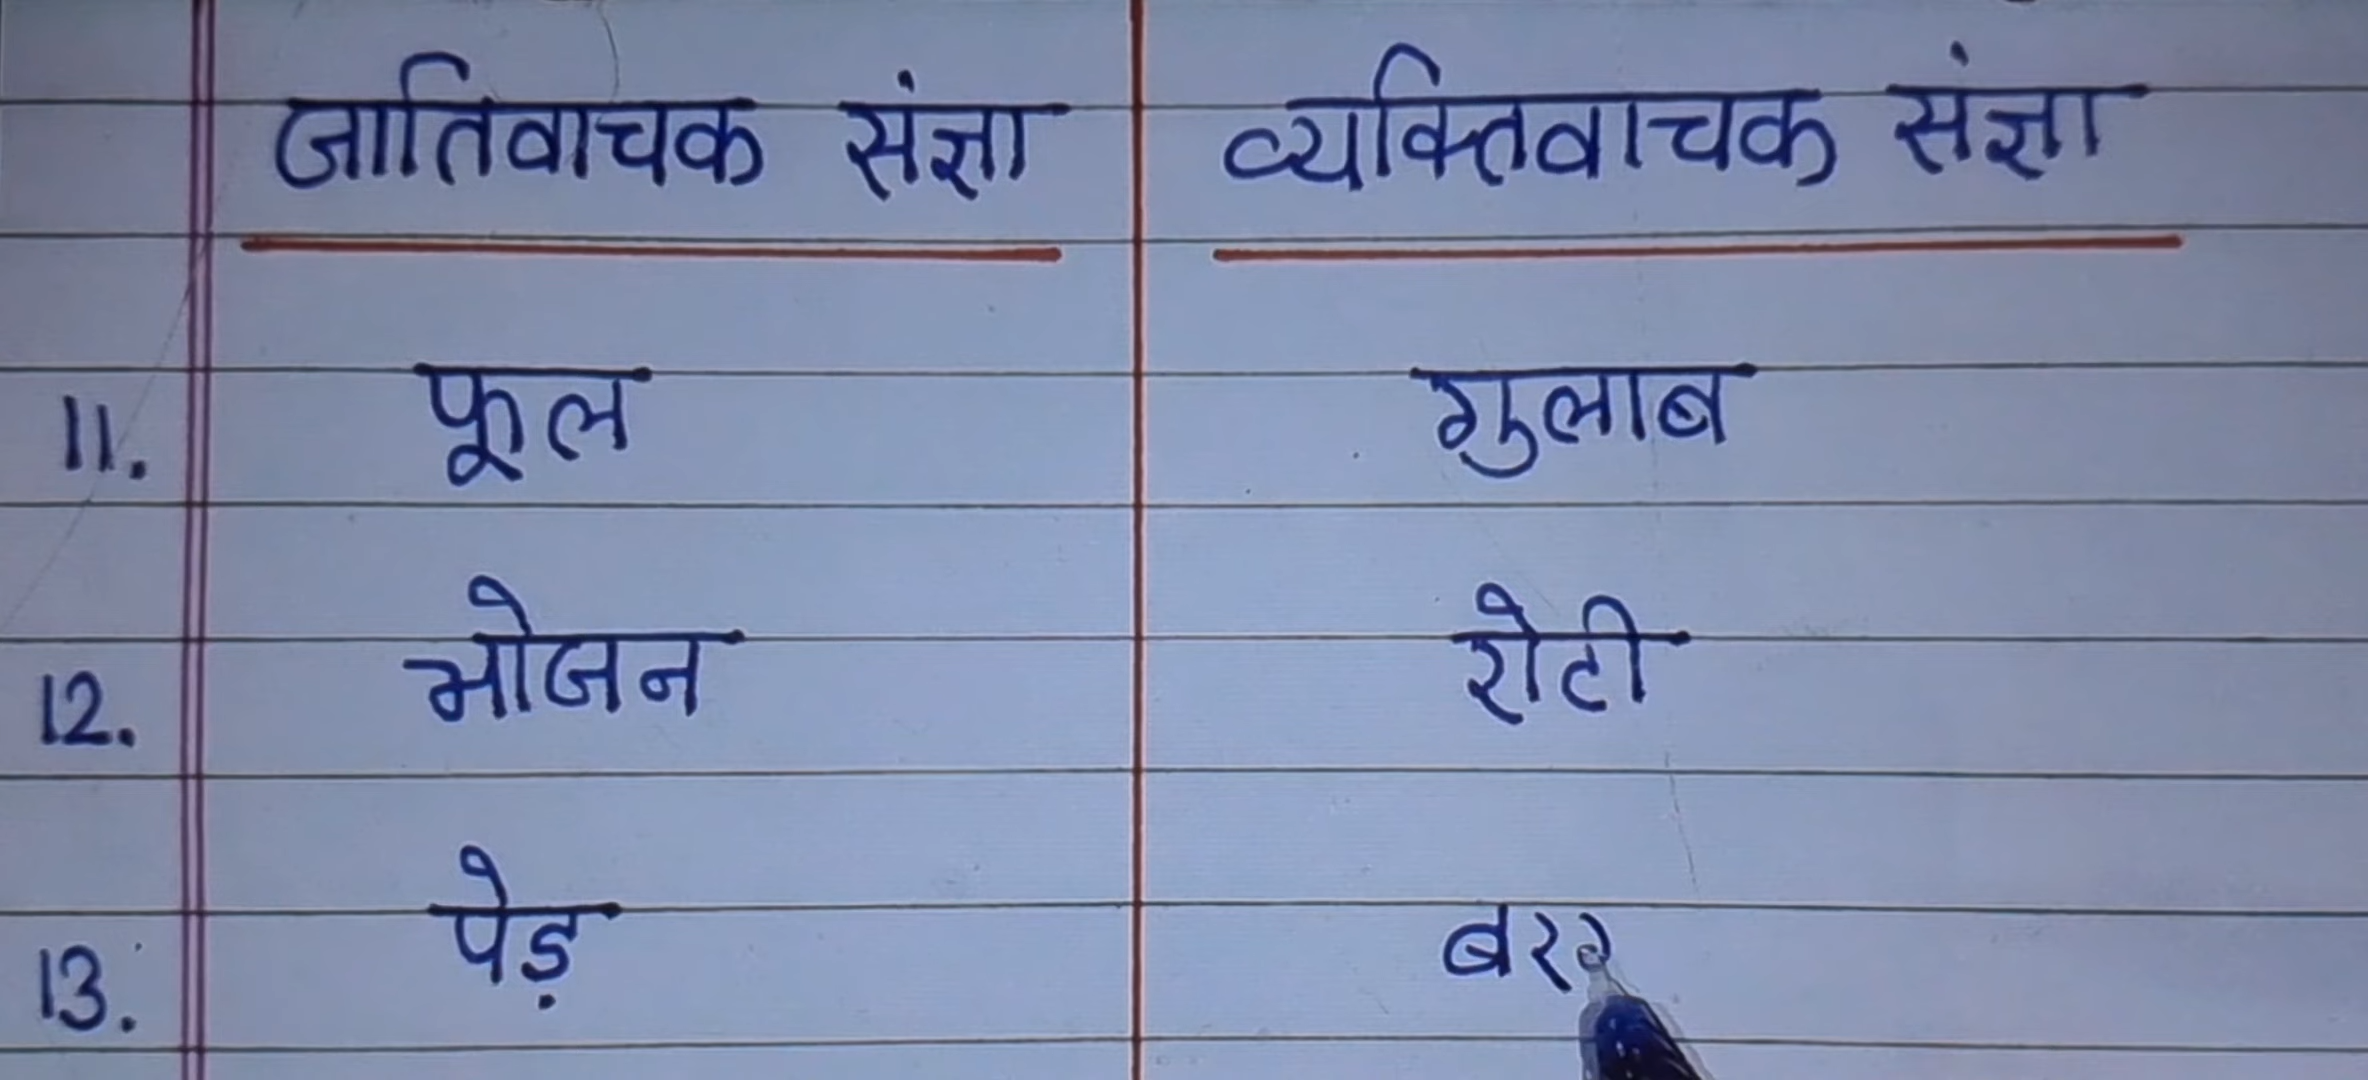 जातिवाचक संज्ञा व्यक्तिवाचक संज्ञा
11. फूल गुलाब
12. भोजन रोटी
13. पेड़